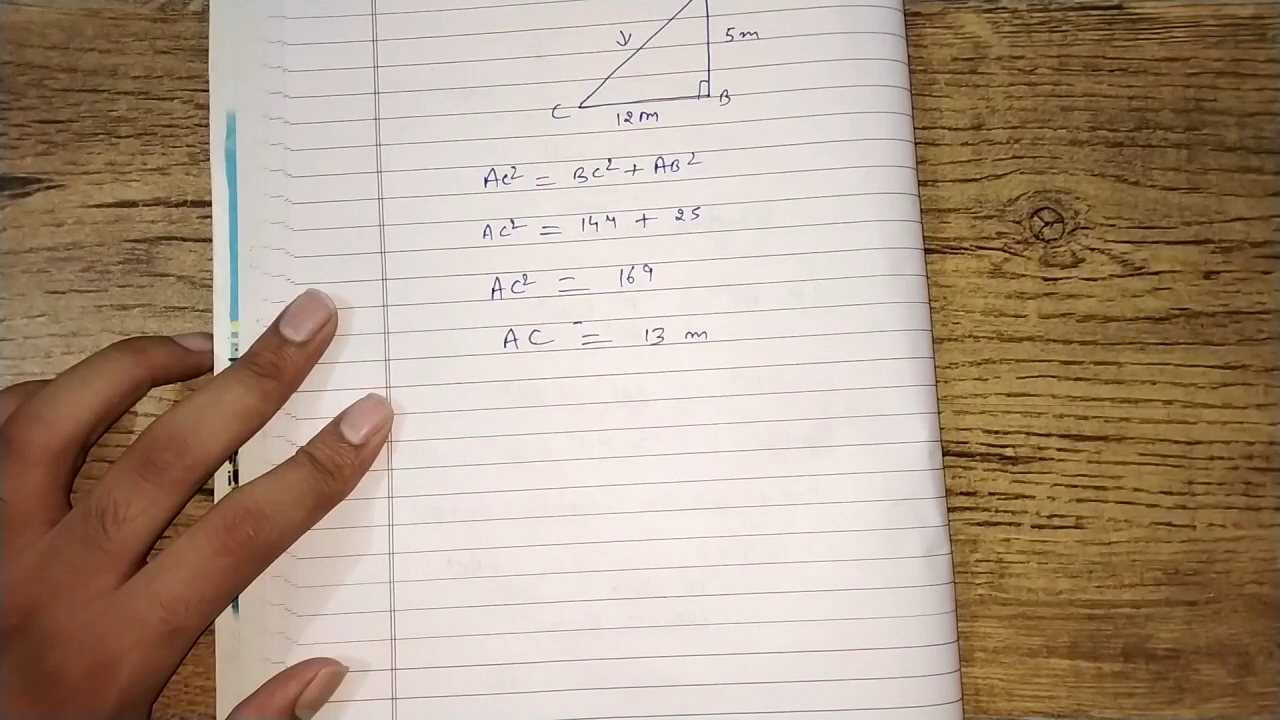 5m
C
B
12m
AC² = BC² + AB²
AC² = 144 + 25
AC² = 169
AC = 13 m